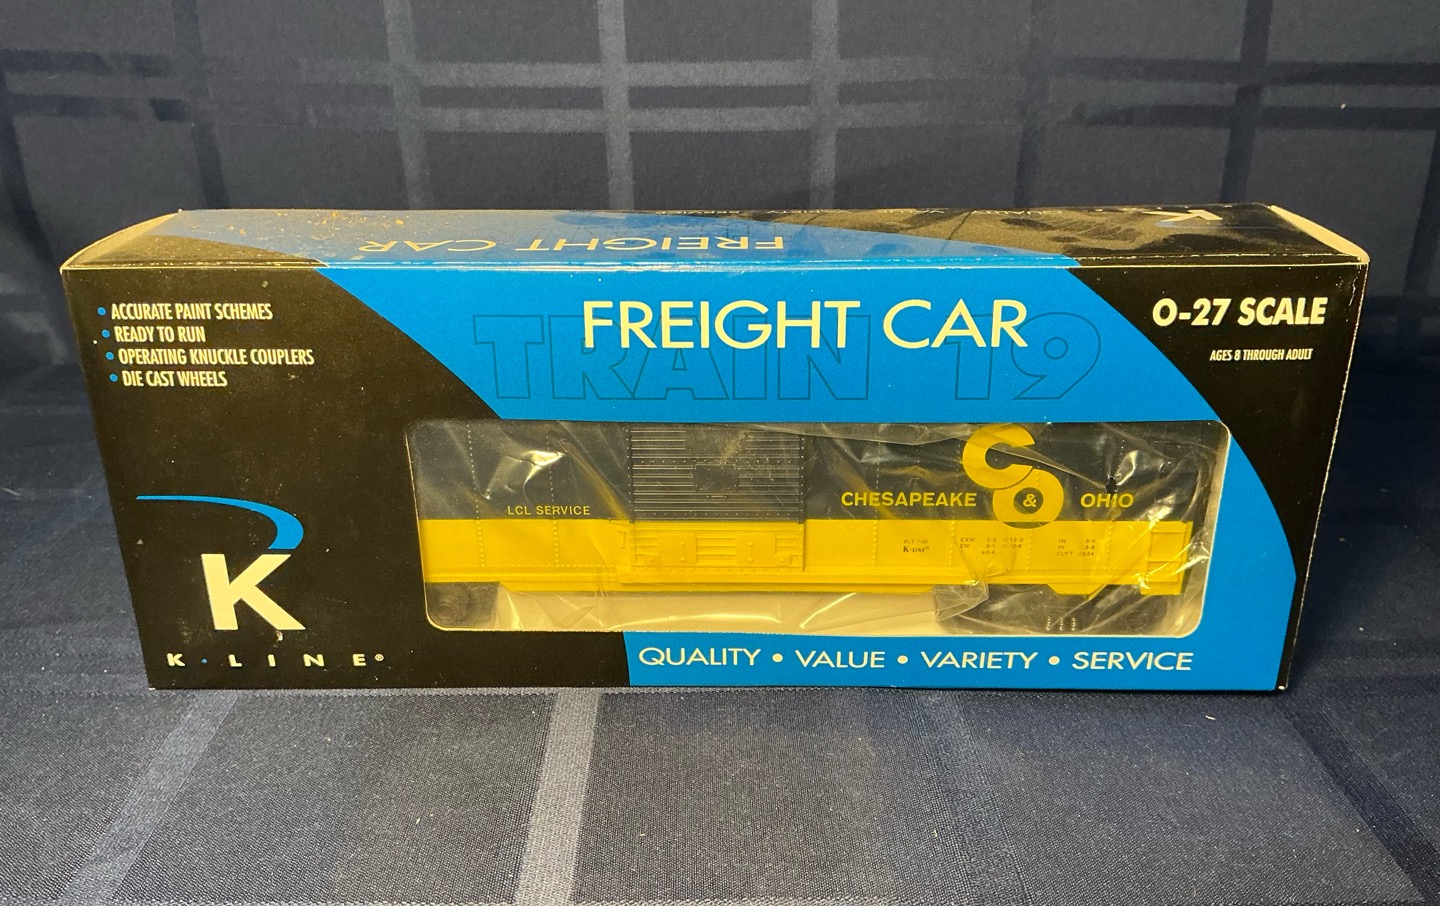 FREIGHT CAR
K
• ACCURATE PAINT SCHEMES
• READY TO RUN
• OPERATING KNUCKLE COUPLERS
• DIE CAST WHEELS
FREIGHT CAR
TRAIN 19
O-27 SCALE
AGES 8 THROUGH ADULT
LCL SERVICE
C&O
CHESAPEAKE & OHIO
K-LINE®
K
K·LINE®
QUALITY • VALUE • VARIETY • SERVICE